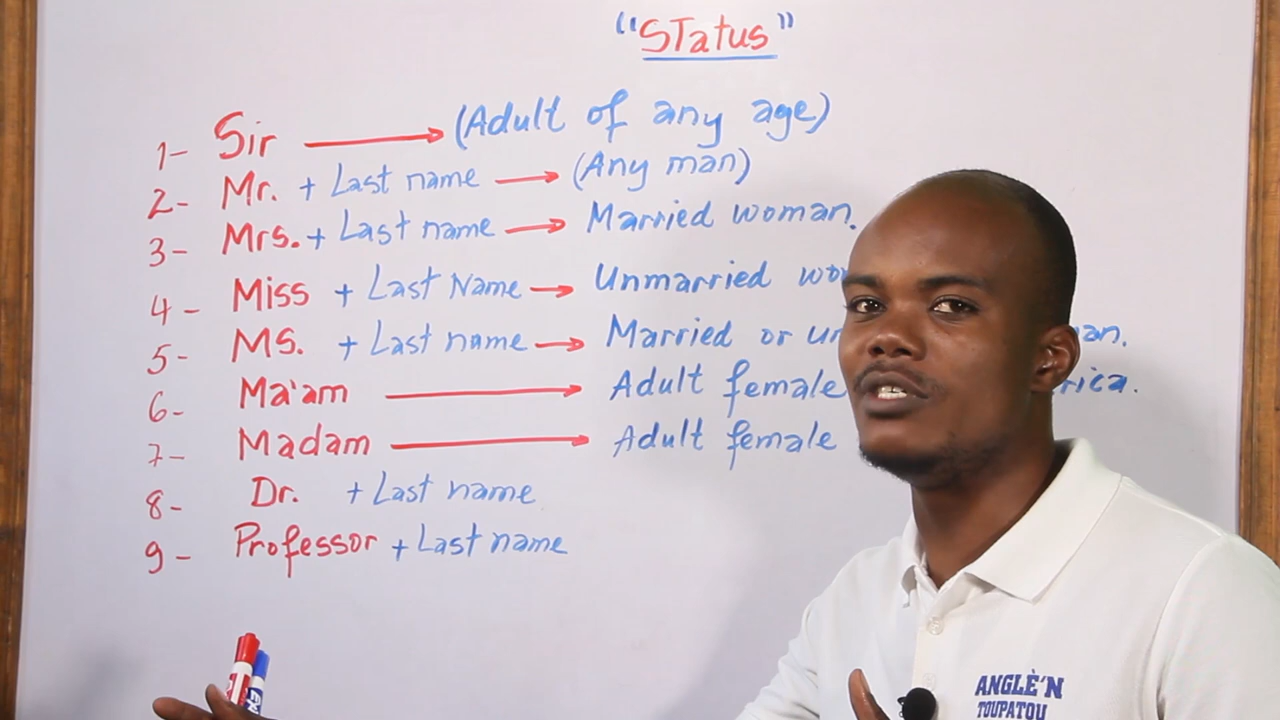 "STatus"
1- Sir → (Adult of any age)
2- Mr. + Last name → (Any man)
3- Mrs. + Last name → Married woman.
4- Miss + Last Name → Unmarried
5- MS. + Last name → Married or
6- Ma'am → Adult female
7- Madam → Adult female
8- Dr. + Last name
9- Professor + Last name
ANGLÈ'N
TOUPATOU